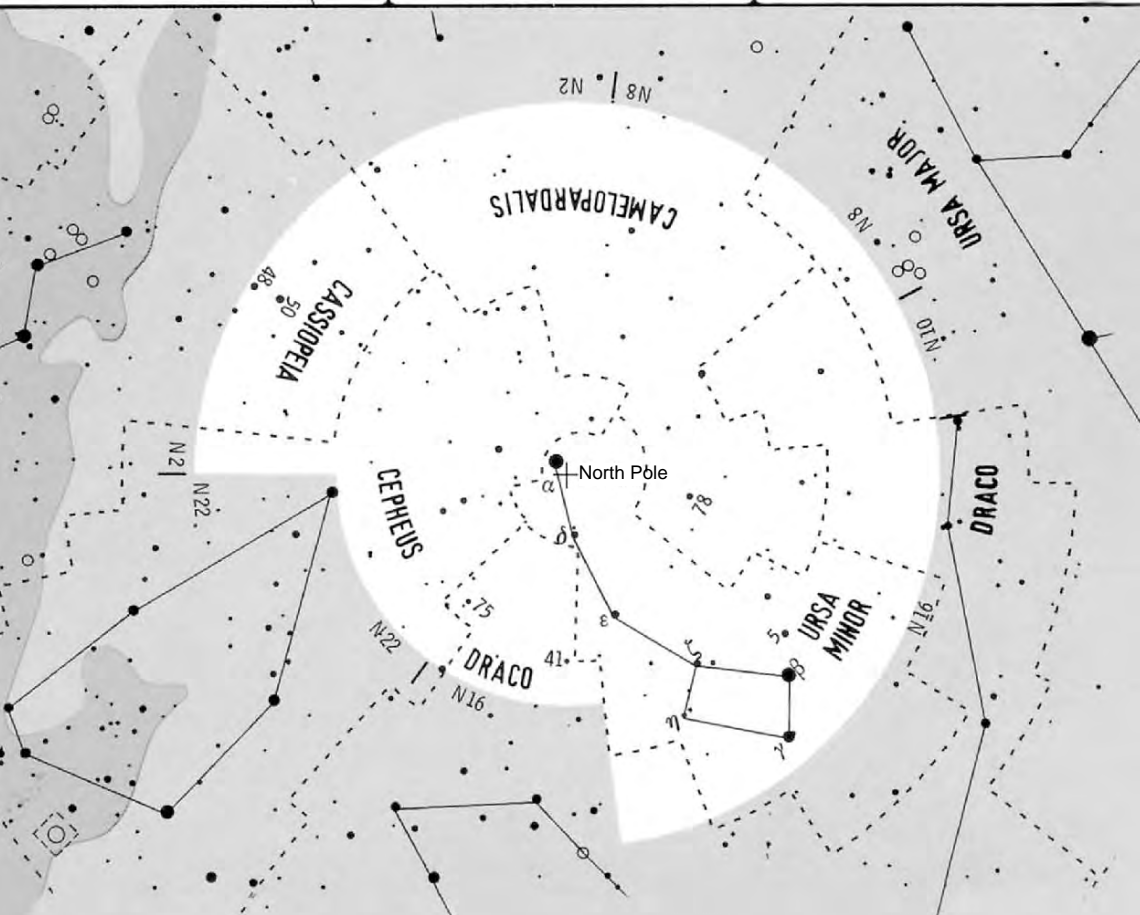 N2 N8
URSA MAJOR
CAMELOPARDALIS
N8
48
50
CASSIOPEIA
N10
N2
N22
North Pole
α
CEPHEUS
DRACO
78
δ
75
ε
5
URSA
MINOR
N16
N22
41
DRACO
ζ
β
N16
η
γ